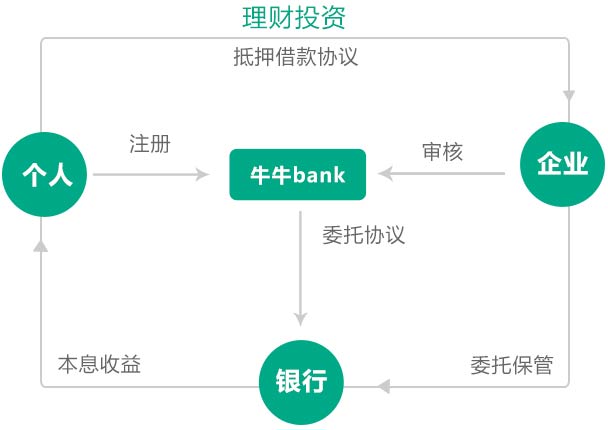 理财投资
抵押借款协议
注册
审核
个人
牛牛bank
企业
委托协议
本息收益
委托保管
银行